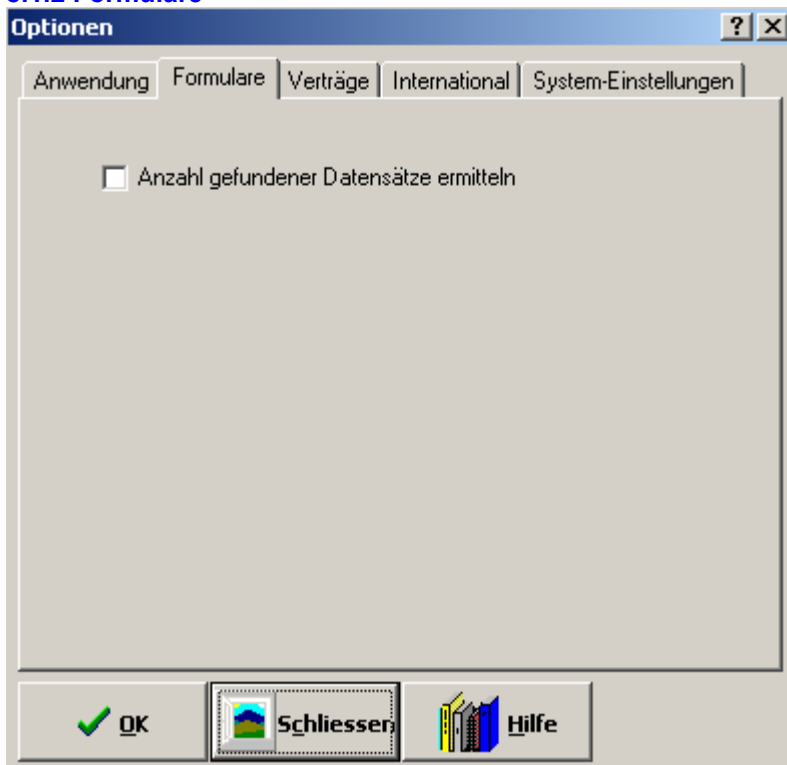 Optionen
Anwendung Formulare Verträge International System-Einstellungen
Anzahl gefundener Datensätze ermitteln
OK Schliessen Hilfe